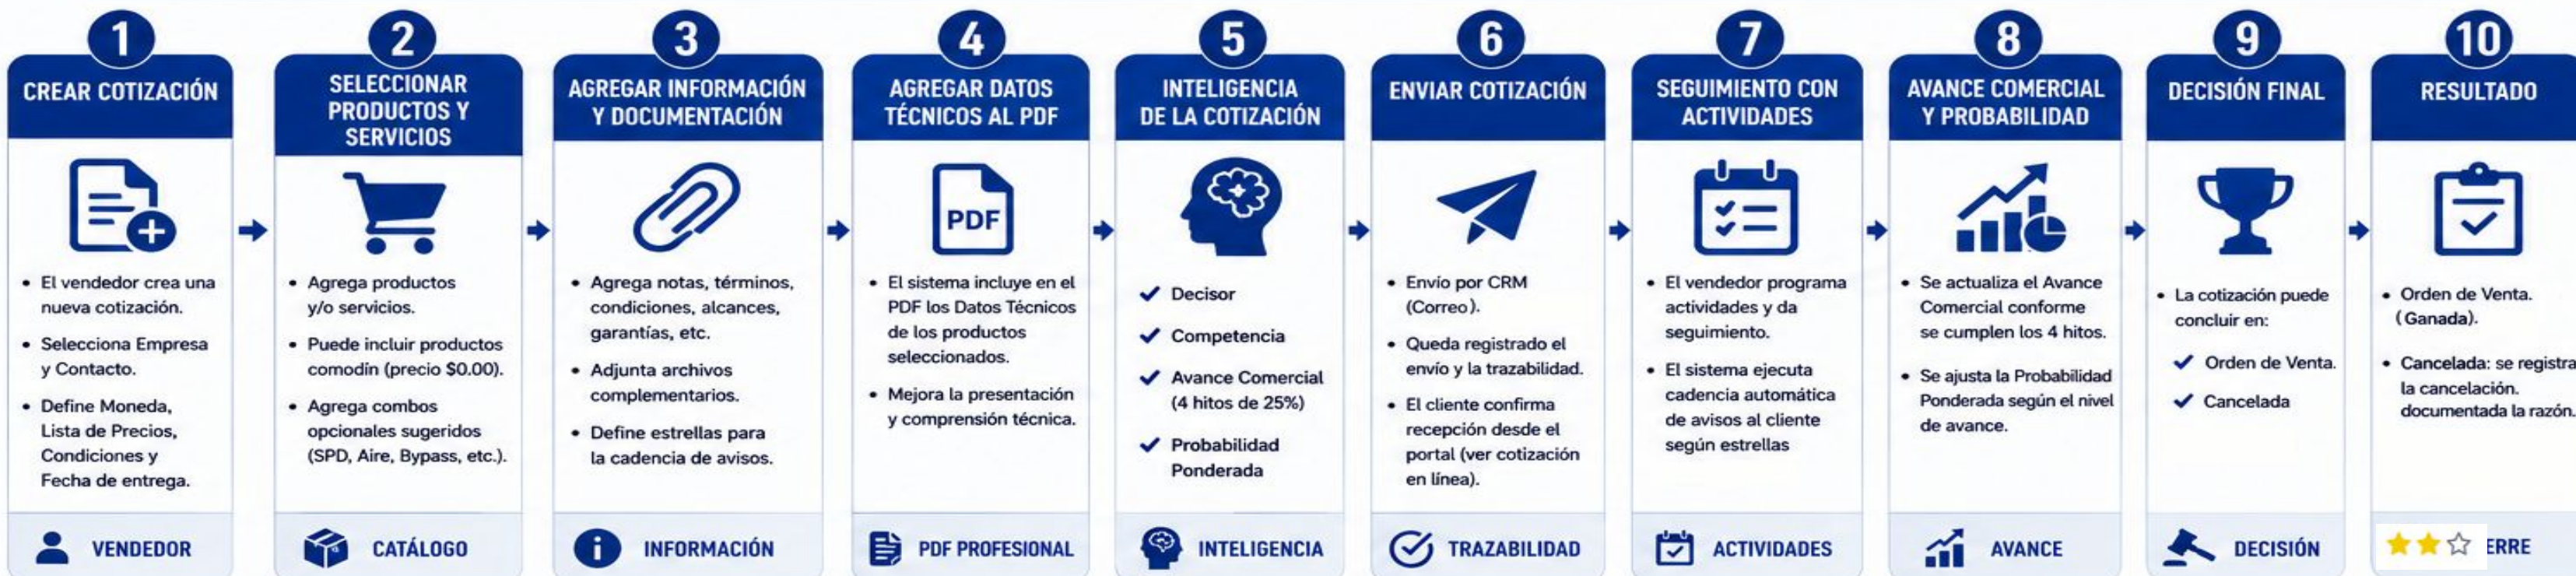 1
CREAR COTIZACIÓN
• El vendedor crea una
nueva cotización.
• Selecciona Empresa
y Contacto.
• Define Moneda,
Lista de Precios,
Condiciones y
Fecha de entrega.
VENDEDOR
2
SELECCIONAR
PRODUCTOS Y
SERVICIOS
• Agrega productos
y/o servicios.
• Puede incluir productos
comodín (precio $0.00).
• Agrega combos
opcionales sugeridos
(SPD, Aire, Bypass, etc.).
CATÁLOGO
3
AGREGAR INFORMACIÓN
Y DOCUMENTACIÓN
• Agrega notas, términos,
condiciones, alcances,
garantías, etc.
• Adjunta archivos
complementarios.
• Define estrellas para
la cadencia de avisos.
i INFORMACIÓN
4
AGREGAR DATOS
TÉCNICOS AL PDF
PDF
• El sistema incluye en el
PDF los Datos Técnicos
de los productos
seleccionados.
• Mejora la presentación
y comprensión técnica.
PDF PROFESIONAL
5
INTELIGENCIA
DE LA COTIZACIÓN
✓ Decisor
✓ Competencia
✓ Avance Comercial
(4 hitos de 25%)
✓ Probabilidad
Ponderada
INTELIGENCIA
6
ENVIAR COTIZACIÓN
• Envío por CRM
(Correo).
• Queda registrado el
envío y la trazabilidad.
• El cliente confirma
recepción desde el
portal (ver cotización
en línea).
TRAZABILIDAD
7
SEGUIMIENTO CON
ACTIVIDADES
• El vendedor programa
actividades y da
seguimiento.
• El sistema ejecuta
cadencia automática
de avisos al cliente
según estrellas
ACTIVIDADES
8
AVANCE COMERCIAL
Y PROBABILIDAD
• Se actualiza el Avance
Comercial conforme
se cumplen los 4 hitos.
• Se ajusta la Probabilidad
Ponderada según el nivel
de avance.
AVANCE
9
DECISIÓN FINAL
• La cotización puede
concluir en:
✓ Orden de Venta.
✓ Cancelada
DECISIÓN
10
RESULTADO
• Orden de Venta.
(Ganada).
• Cancelada: se registra
la cancelación.
documentada la razón.
ERRE